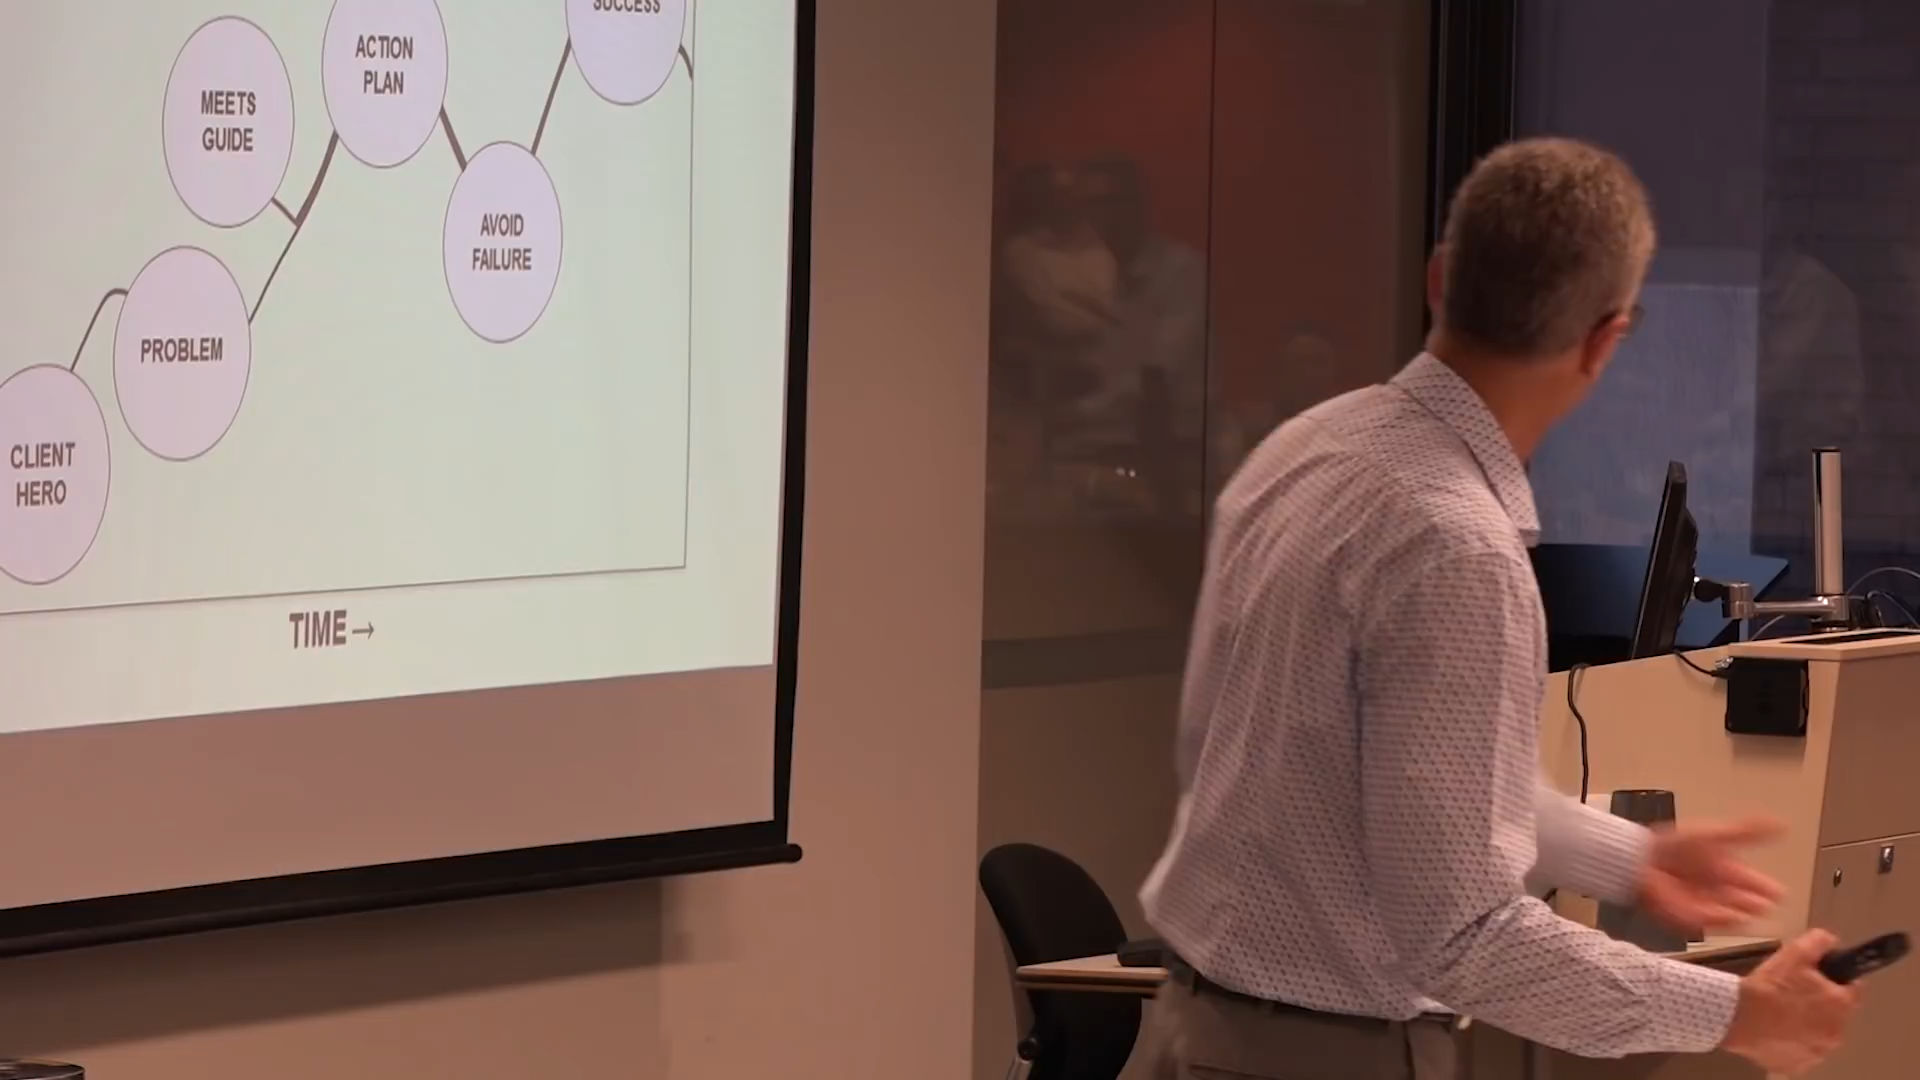 SUCCESS
ACTION
PLAN
MEETS
GUIDE
AVOID
FAILURE
PROBLEM
CLIENT
HERO
TIME→